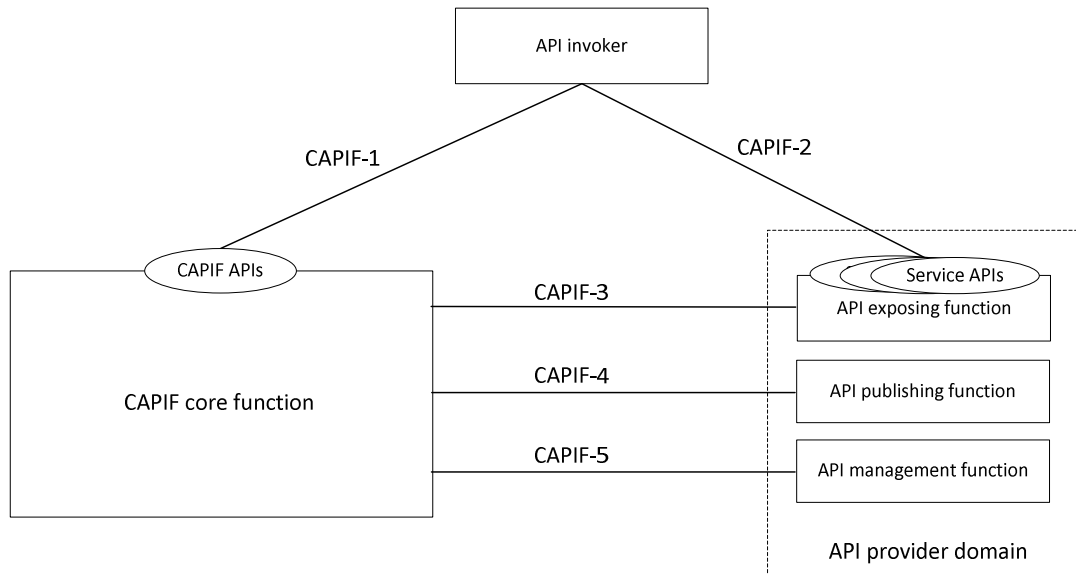 API invoker
CAPIF-1
CAPIF-2
CAPIF APIs
Service APIs
CAPIF-3
API exposing function
CAPIF-4
API publishing function
CAPIF core function
CAPIF-5
API management function
API provider domain